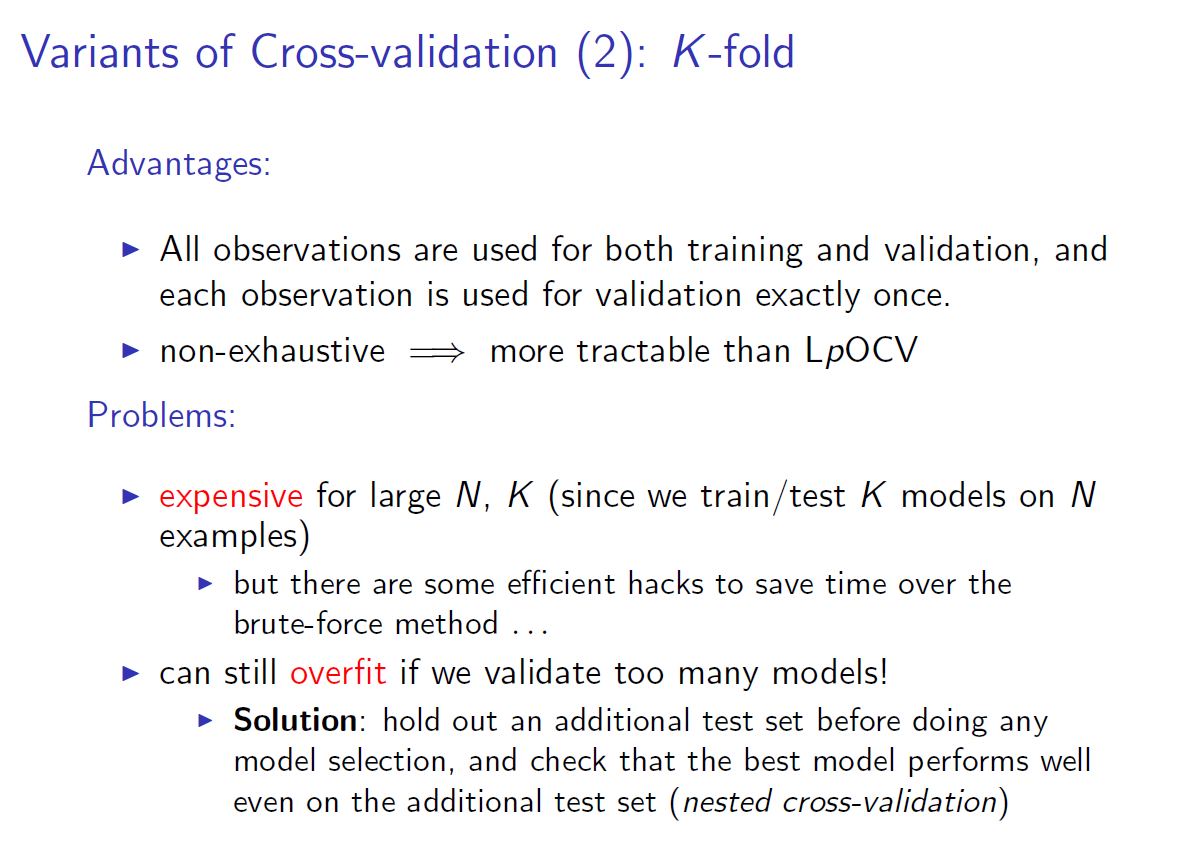 Variants of Cross-validation (2): K-fold
Advantages:
▶ All observations are used for both training and validation, and
each observation is used for validation exactly once.
▶ non-exhaustive ⟹ more tractable than LpOCV
Problems:
▶ expensive for large N, K (since we train/test K models on N
examples)
▶ but there are some efficient hacks to save time over the
brute-force method . . .
▶ can still overfit if we validate too many models!
▶ Solution: hold out an additional test set before doing any
model selection, and check that the best model performs well
even on the additional test set (nested cross-validation)